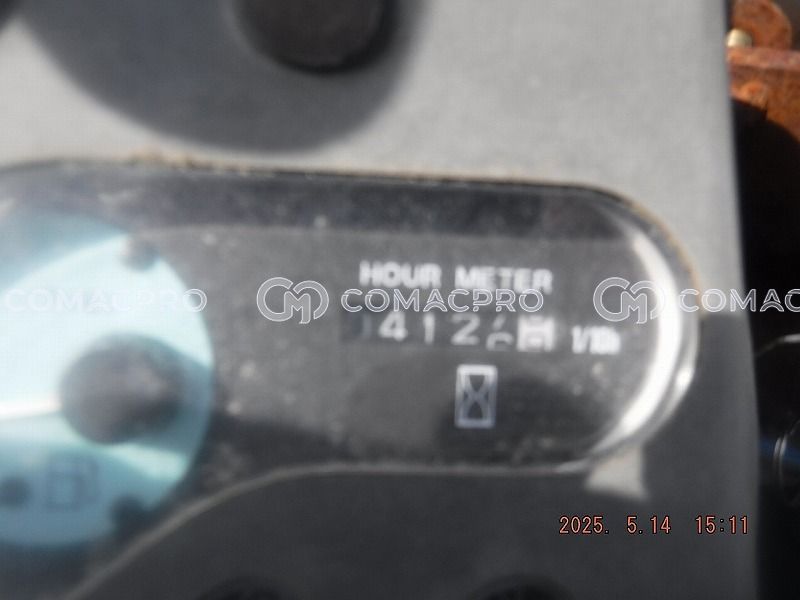 HOUR METER
COMACPRO COMACPRO COMACPRO
412
1/10h
2025. 5.14 15:11